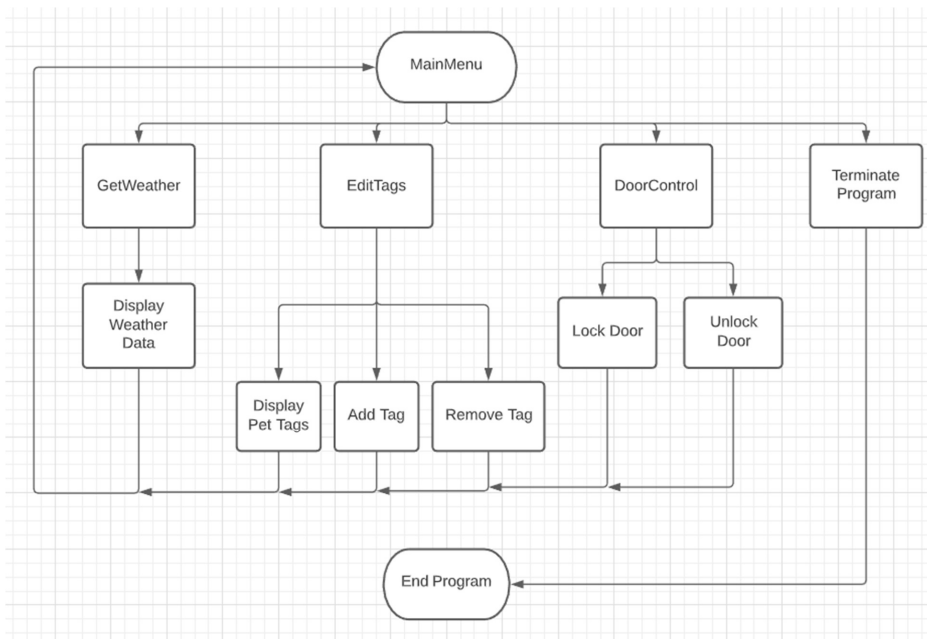 MainMenu
GetWeather
EditTags
DoorControl
Terminate
Program
Display
Weather
Data
Lock Door
Unlock
Door
Display
Pet Tags
Add Tag
Remove Tag
End Program